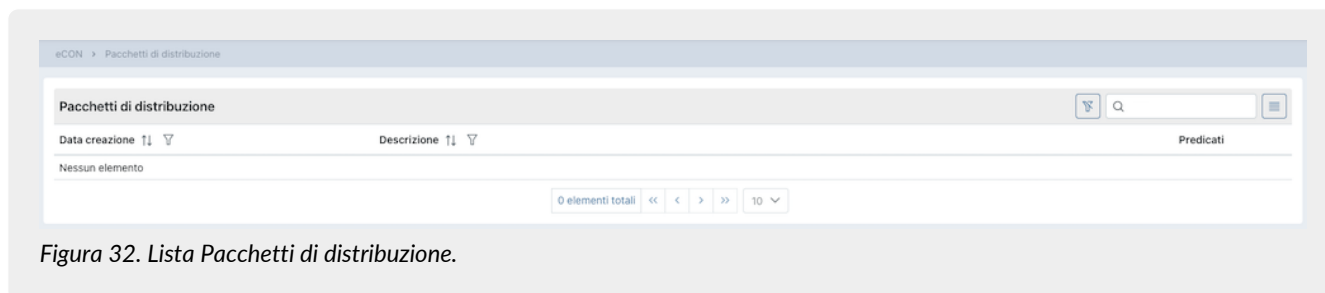 eCON > Pacchetti di distribuzione
Pacchetti di distribuzione
Data creazione Descrizione Predicati
Nessun elemento
0 elementi totali « < > » 10
Figura 32. Lista Pacchetti di distribuzione.